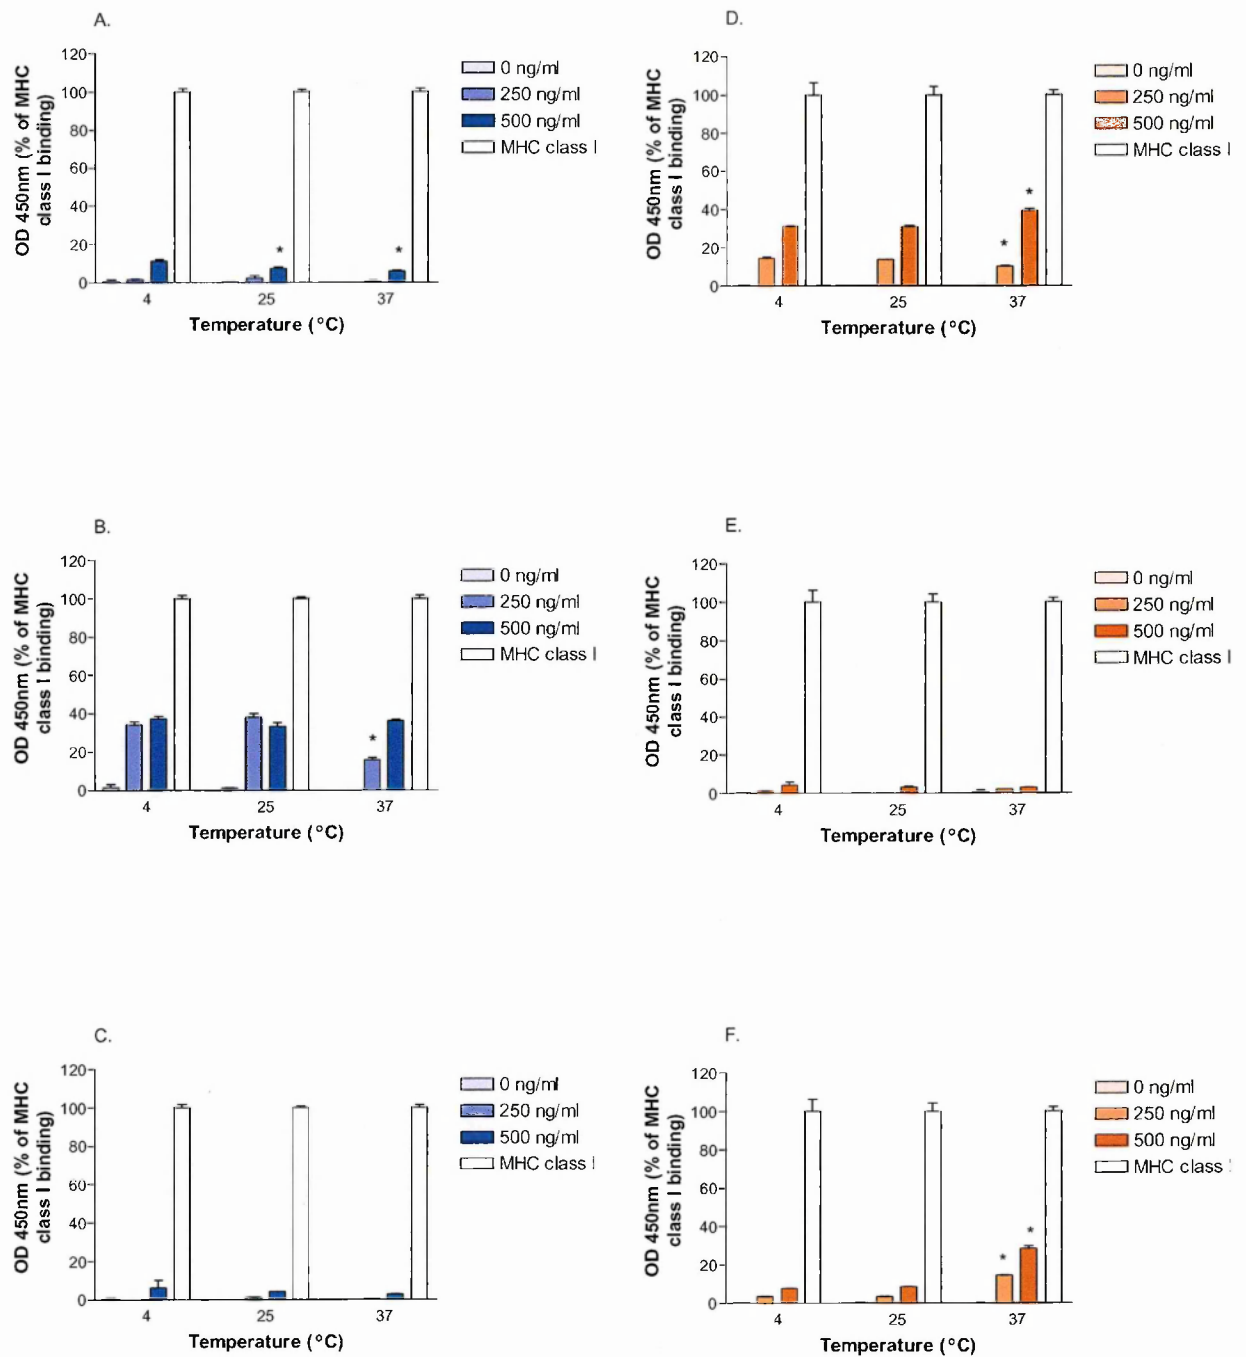 A.
OD 450nm (% of MHC
class I binding)
120
100
80
60
40
20
0
*
*
4
25
37
Temperature (°C)
0 ng/ml
250 ng/ml
500 ng/ml
MHC class I
D.
OD 450nm (% of MHC
class I binding)
120
100
80
60
40
20
0
*
*
4
25
37
Temperature (°C)
0 ng/ml
250 ng/ml
500 ng/ml
MHC class I
B.
OD 450nm (% of MHC
class I binding)
120
100
80
60
40
20
0
*
4
25
37
Temperature (°C)
0 ng/ml
250 ng/ml
500 ng/ml
MHC class I
E.
OD 450nm (% of MHC
class I binding)
120
100
80
60
40
20
0
4
25
37
Temperature (°C)
0 ng/ml
250 ng/ml
500 ng/ml
MHC class I
C.
OD 450nm (% of MHC
class I binding)
120
100
80
60
40
20
0
4
25
37
Temperature (°C)
0 ng/ml
250 ng/ml
500 ng/ml
MHC class I
F.
OD 450nm (% of MHC
class I binding)
120
100
80
60
40
20
0
*
*
4
25
37
Temperature (°C)
0 ng/ml
250 ng/ml
500 ng/ml
MHC class